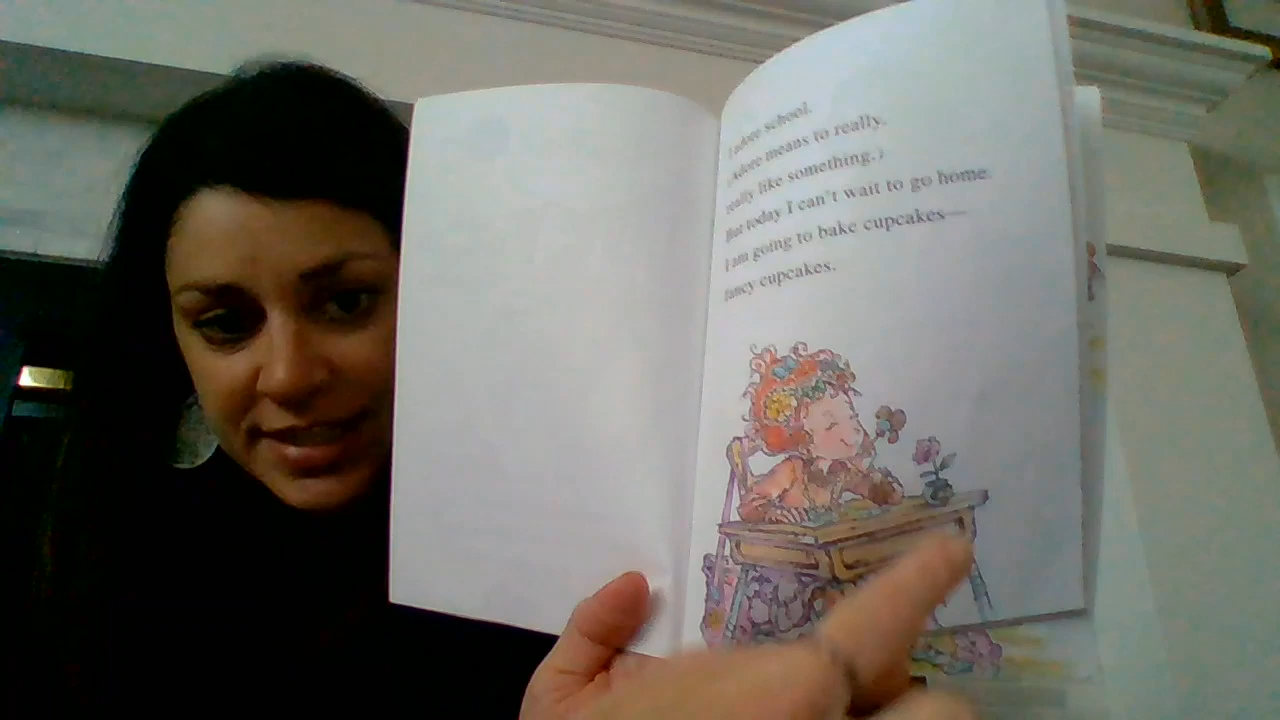 I adore school.
(Adore means to really,
really like something.)
But today I can't wait to go home.
I am going to bake cupcakes—
fancy cupcakes.